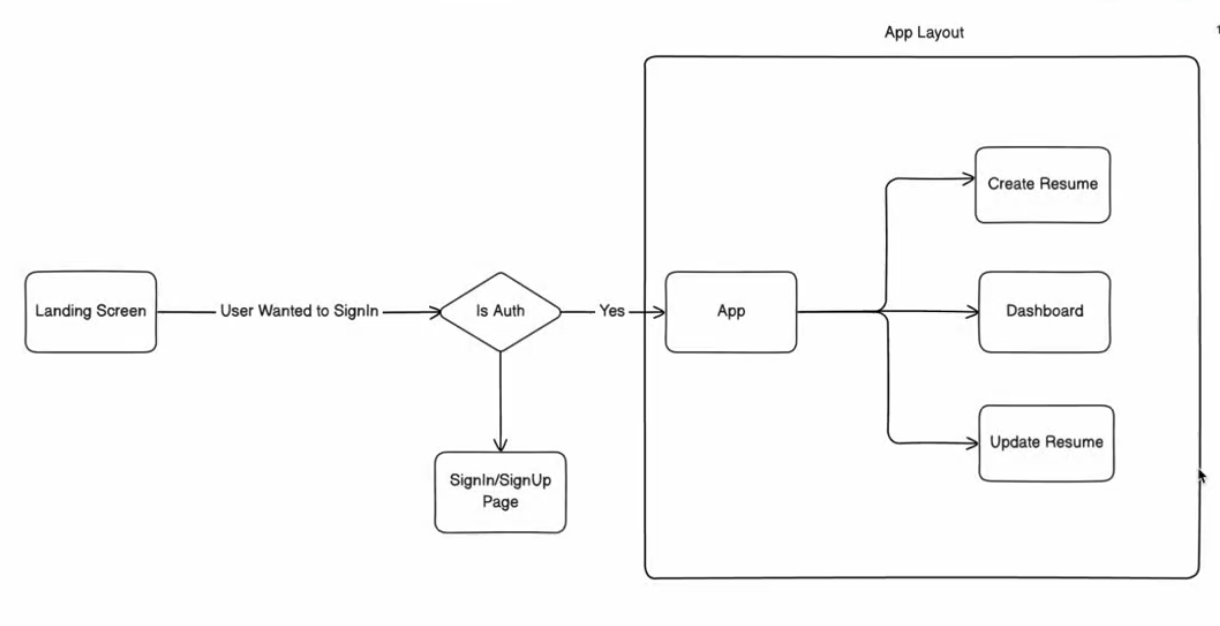 App Layout
Create Resume
Landing Screen
User Wanted to SignIn
Is Auth
Yes
App
Dashboard
Update Resume
SignIn/SignUp
Page